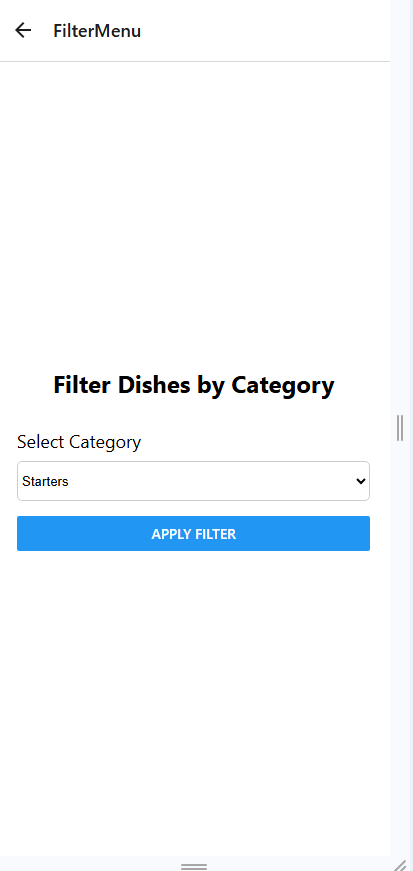 FilterMenu
Filter Dishes by Category
Select Category
Starters
APPLY FILTER